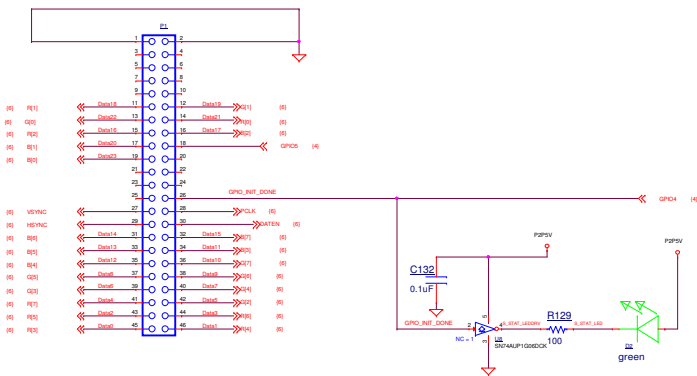 P1
1 2
3 4
5 6
7 8
9 10
(6) R[1] Data18 11 12 Data19 G[1] (6)
(6) G[0] Data22 13 14 Data21 R[0] (6)
(6) R[2] Data16 15 16 Data17 B[2] (6)
(6) B[1] Data20 17 18 GPIO5 (4)
(6) B[0] Data23 19 20
21 22
23 24
25 26 GPIO_INIT_DONE GPIO4 (4)
(6) VSYNC 27 28 PCLK (6)
(6) HSYNC 29 30 DATEN (6)
(6) B[6] Data14 31 32 Data15 B[7] (6)
(6) B[5] Data13 33 34 Data11 B[3] (6)
(6) B[4] Data12 35 36 Data10 G[7] (6)
(6) G[5] Data8 37 38 Data9 G[6] (6)
(6) G[3] Data6 39 40 Data7 G[4] (6)
(6) R[7] Data4 41 42 Data5 G[2] (6)
(6) R[5] Data2 43 44 Data3 R[6] (6)
(6) R[3] Data0 45 46 Data1 R[4] (6)
P2P5V
P2P5V
C132
0.1uF
GPIO_INIT_DONE
2
5
4
3
NC = 1
U8
SN74AUP1G06DCK
S_STAT_LEDDRV
R129
100
S_STAT_LED
D2
green